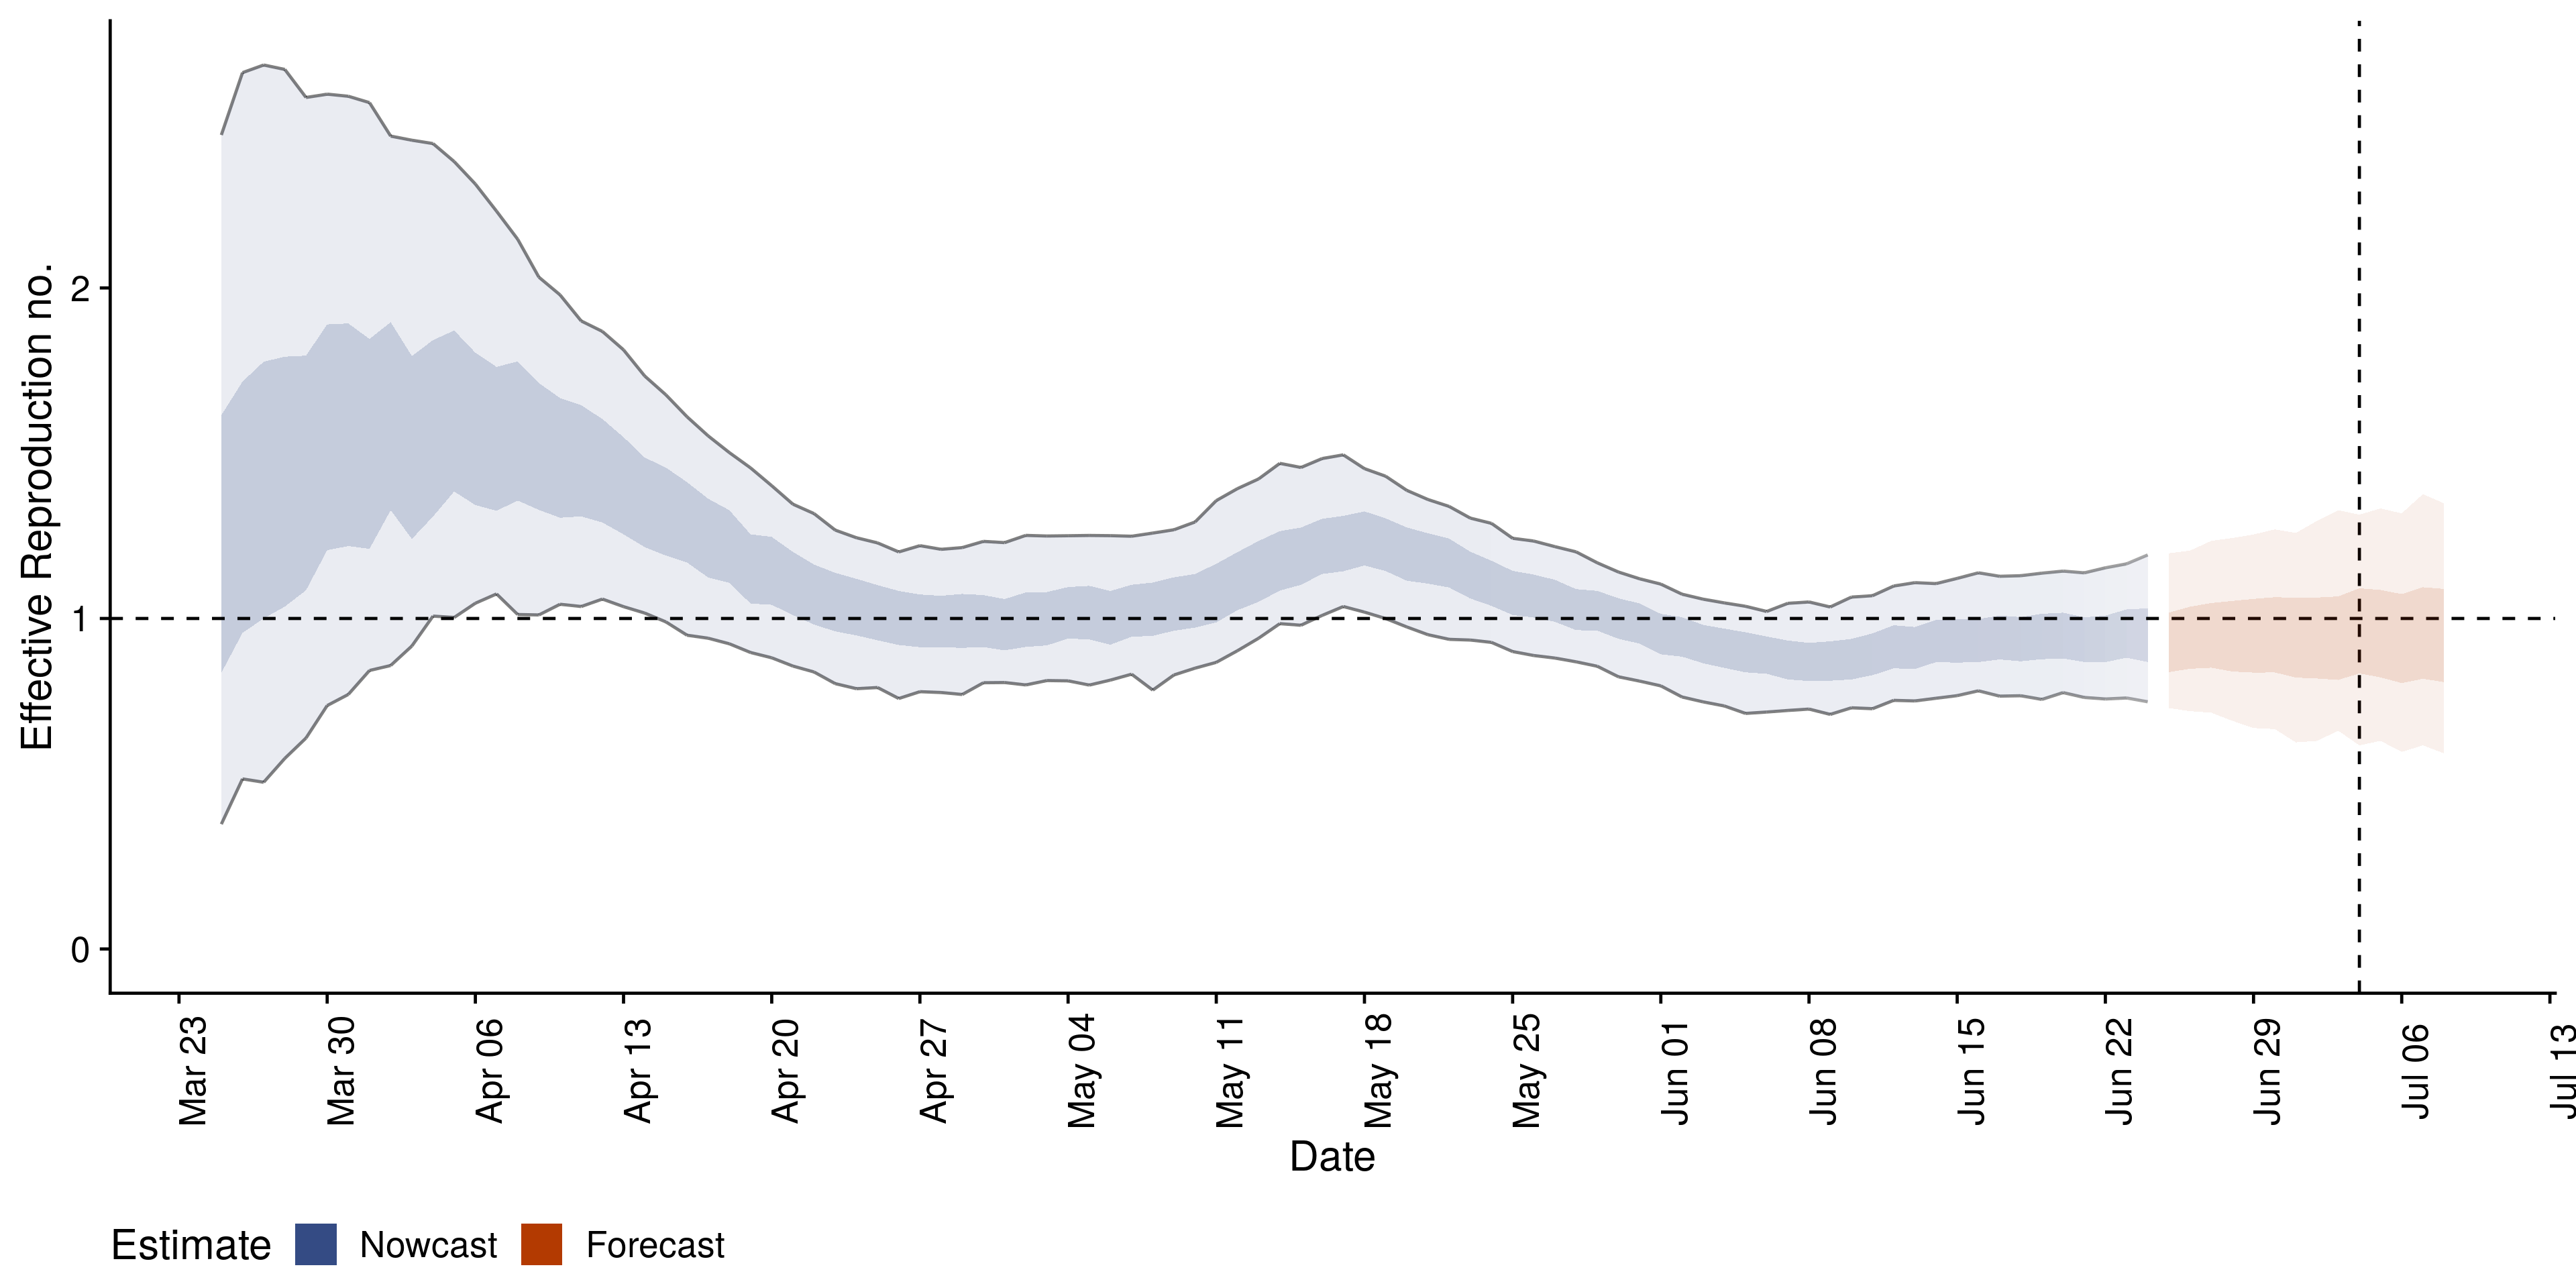 Effective Reproduction no.
2
1
0
Mar 23
Mar 30
Apr 06
Apr 13
Apr 20
Apr 27
May 04
May 11
May 18
May 25
Jun 01
Jun 08
Jun 15
Jun 22
Jun 29
Jul 06
Jul 13
Date
Estimate
Nowcast
Forecast